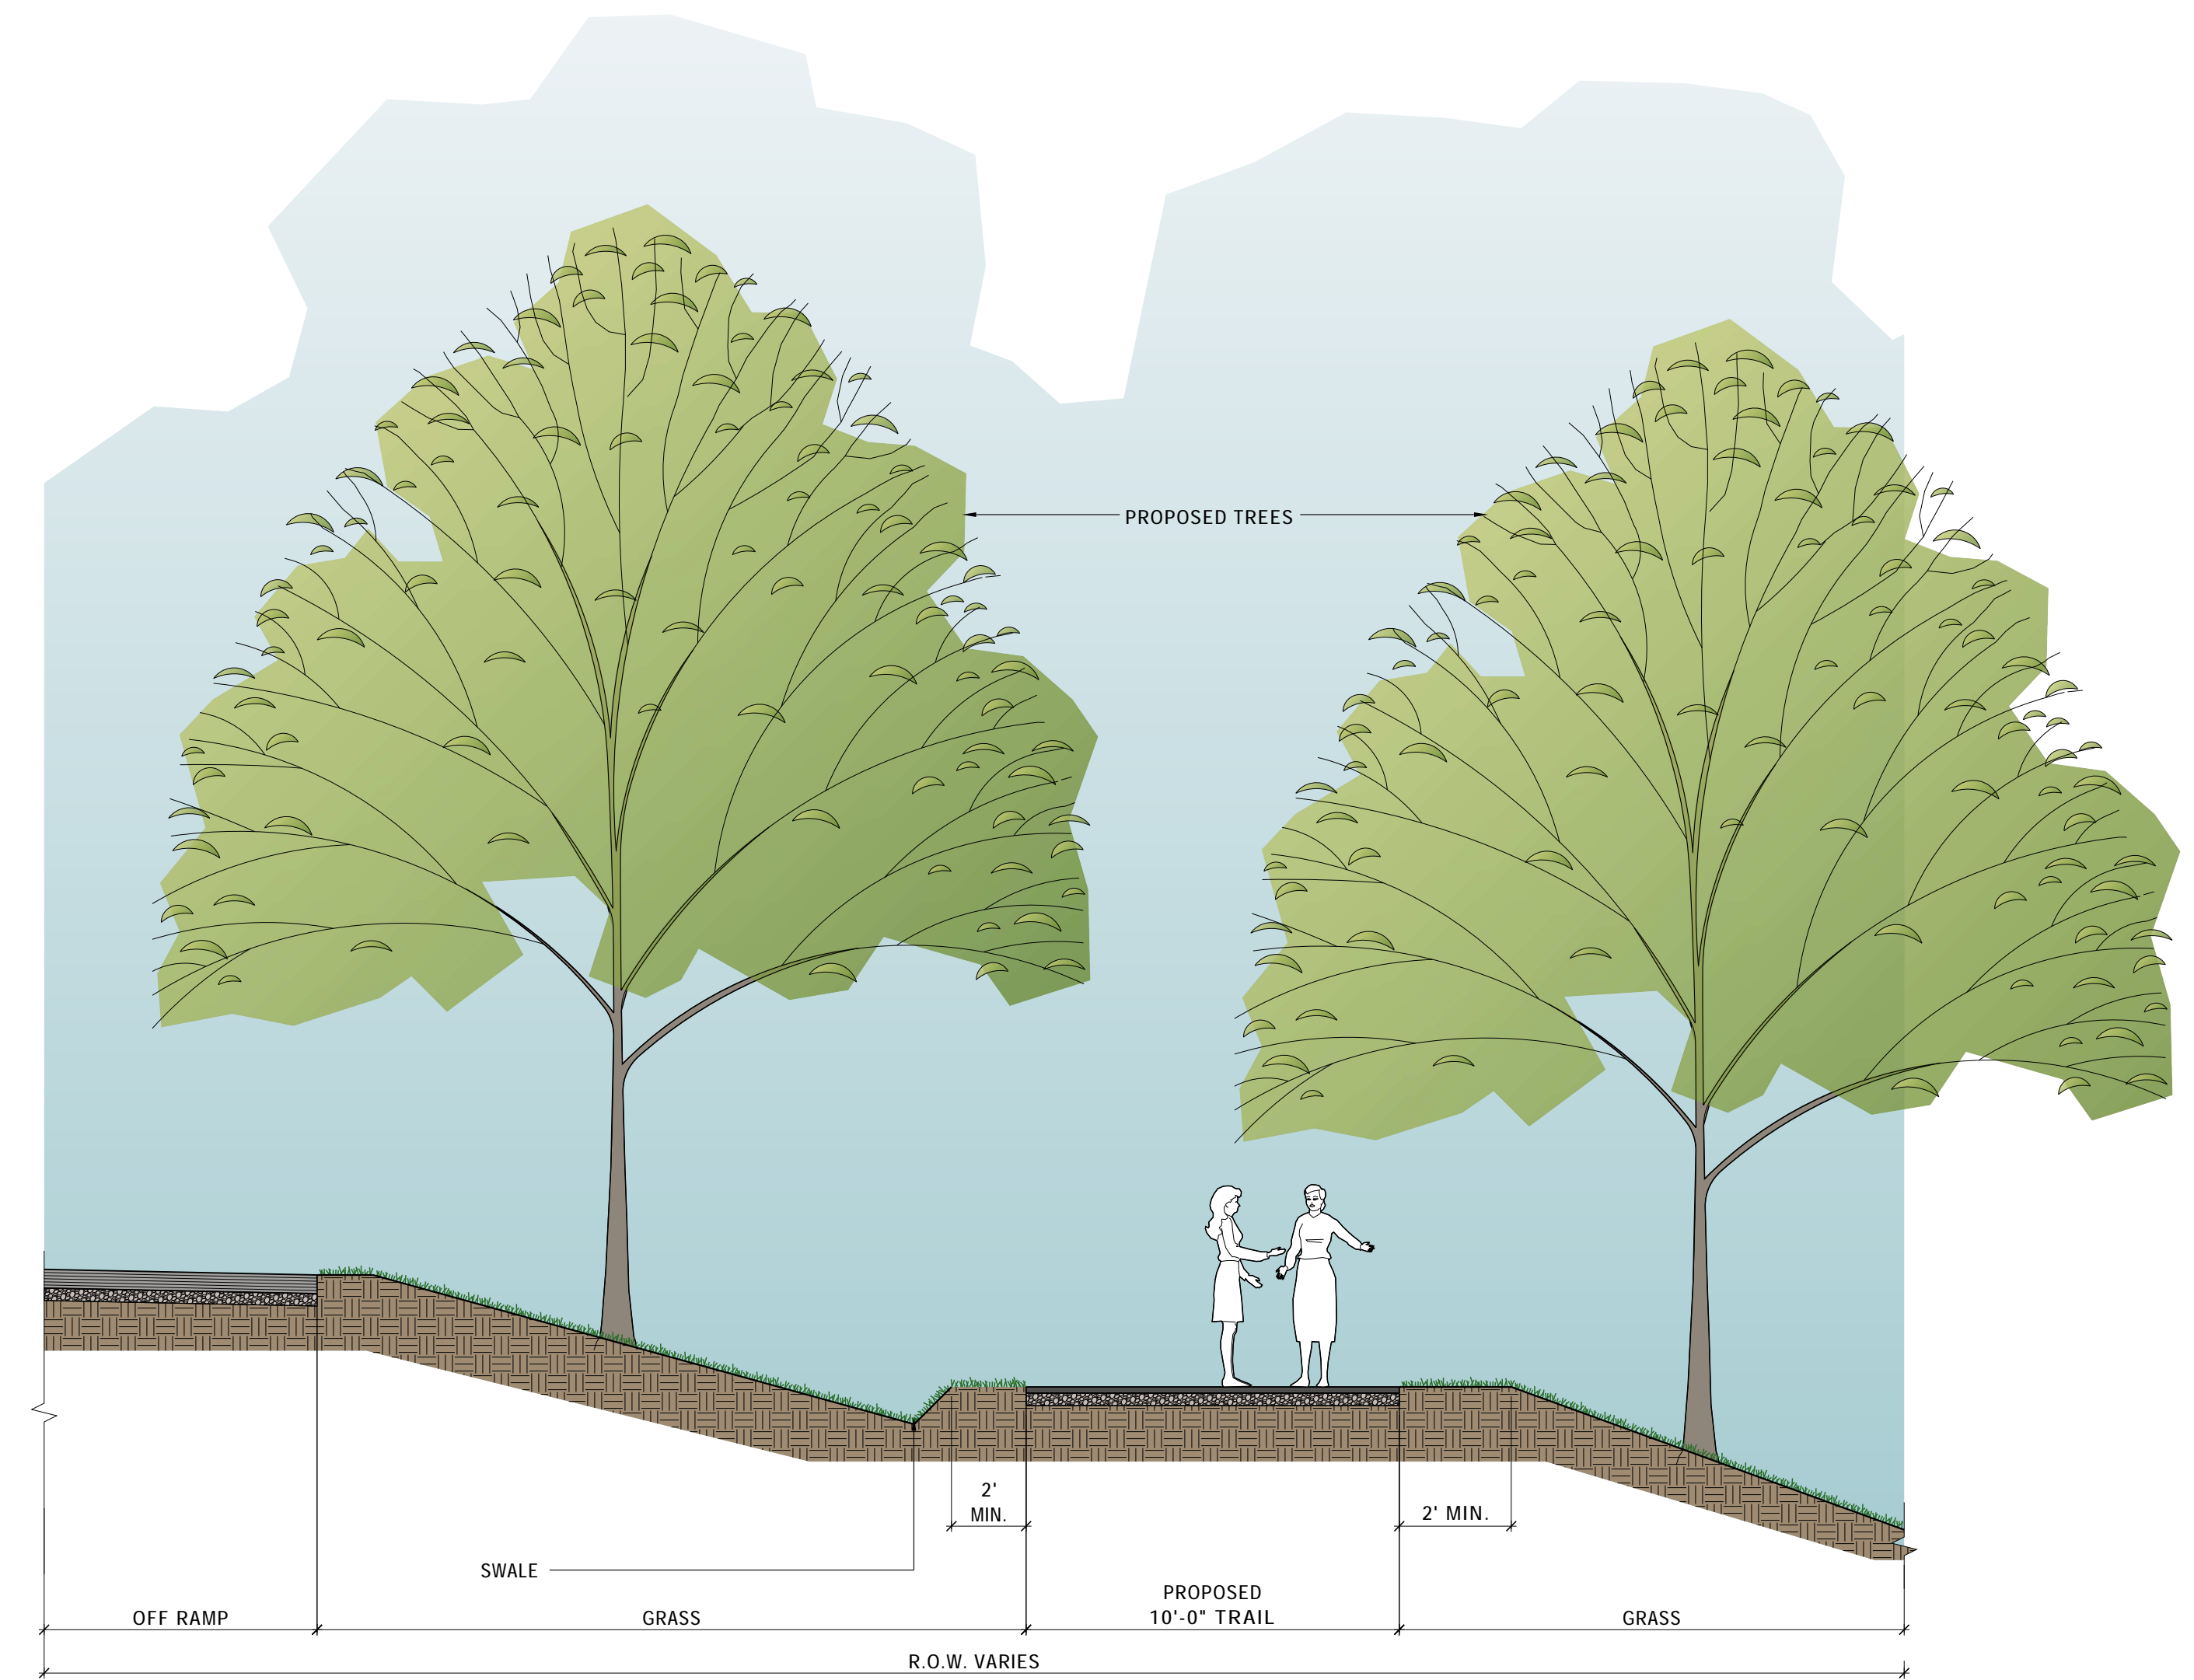 PROPOSED TREES
2'
MIN.
2' MIN.
SWALE
PROPOSED
10'-0" TRAIL
OFF RAMP
GRASS
GRASS
R.O.W. VARIES